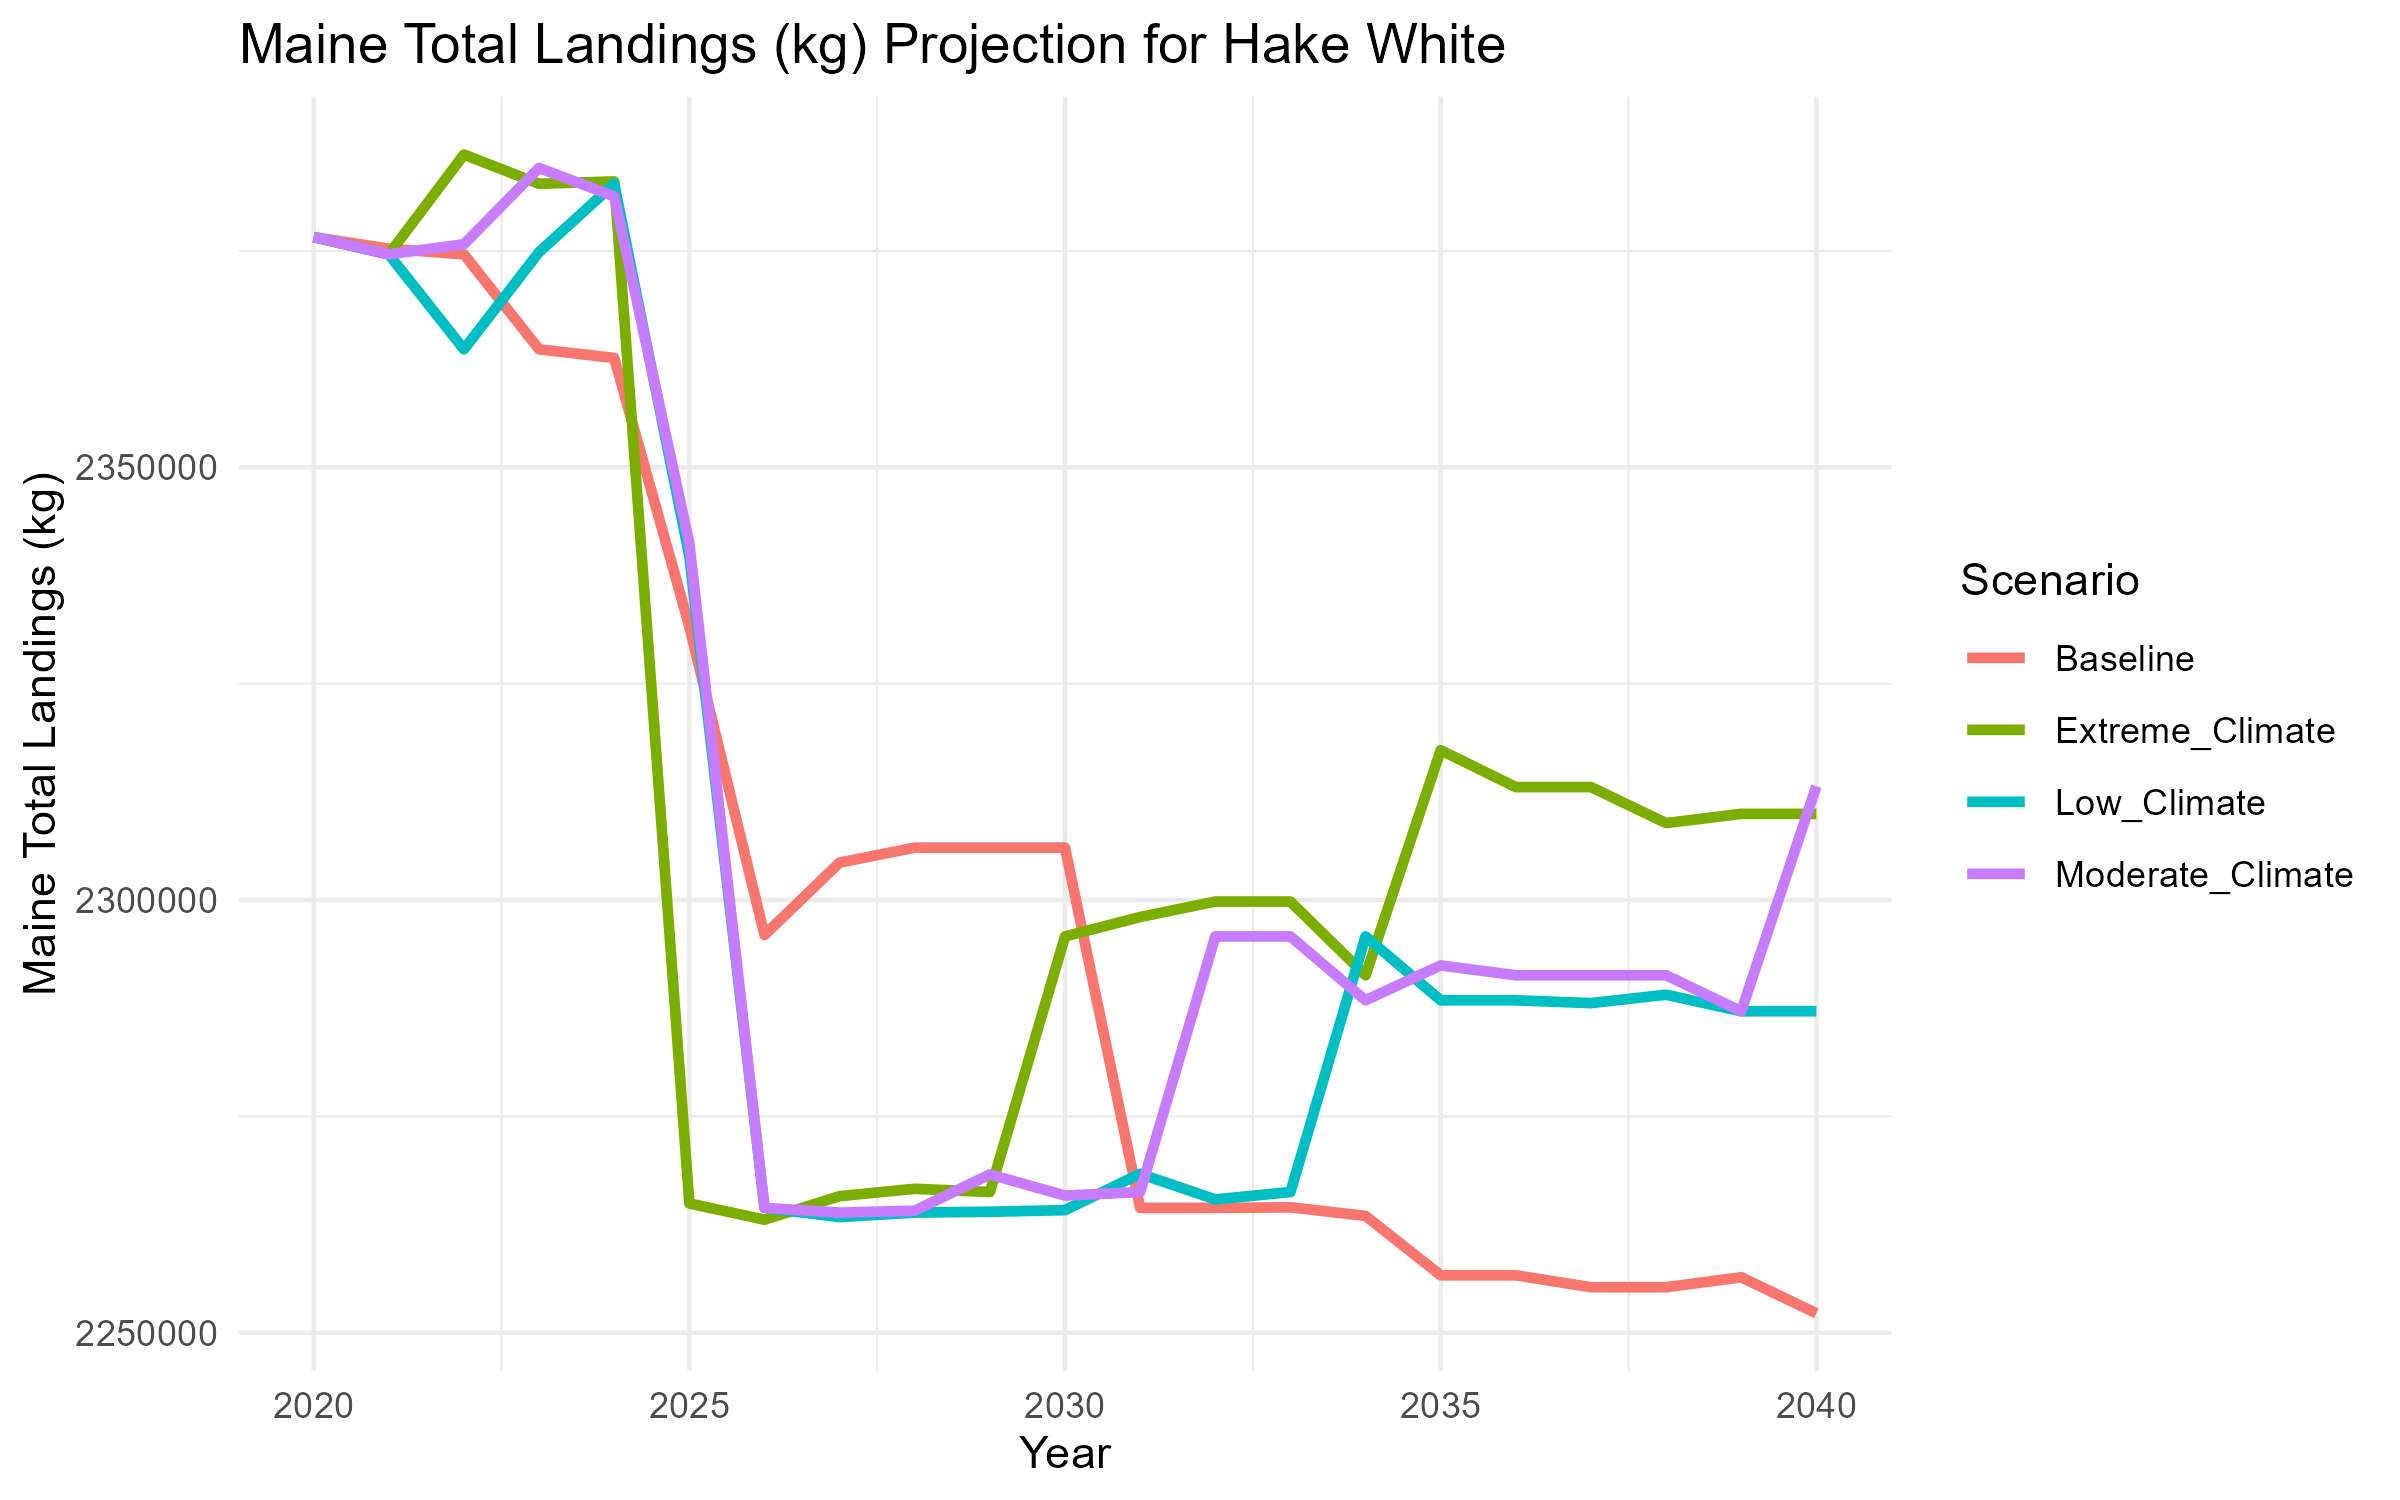 Maine Total Landings (kg) Projection for Hake White
Maine Total Landings (kg)
2350000
2300000
2250000
2020
2025
2030
2035
2040
Year
Scenario
Baseline
Extreme_Climate
Low_Climate
Moderate_Climate